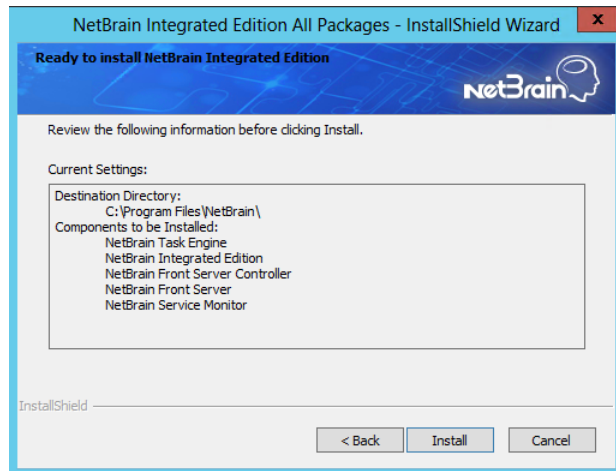 NetBrain Integrated Edition All Packages - InstallShield Wizard
x
Ready to install NetBrain Integrated Edition
NetBrain
Review the following information before clicking Install.
Current Settings:
Destination Directory:
C:\Program Files\NetBrain\
Components to be Installed:
NetBrain Task Engine
NetBrain Integrated Edition
NetBrain Front Server Controller
NetBrain Front Server
NetBrain Service Monitor
InstallShield
< Back Install Cancel